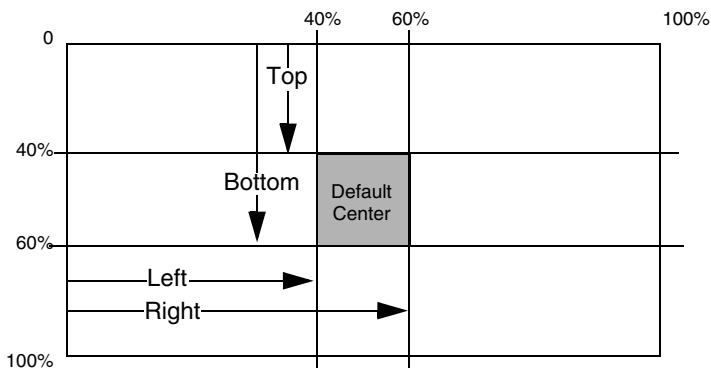 40% 60% 100%
0
Top
40%
Bottom
Default
Center
60%
Left
Right
100%